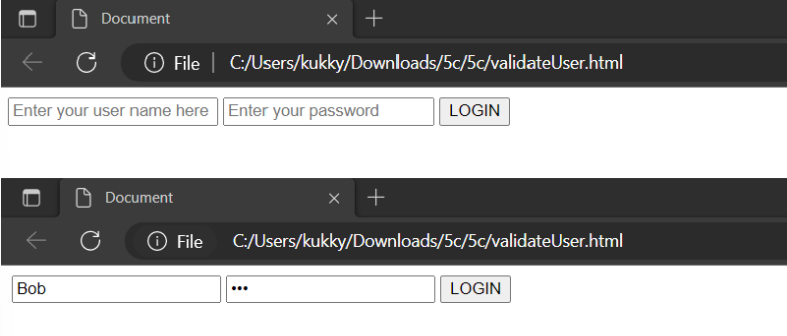 Document
File C:/Users/kukky/Downloads/5c/5c/validateUser.html
Enter your user name here Enter your password LOGIN
Document
File C:/Users/kukky/Downloads/5c/5c/validateUser.html
Bob ••• LOGIN